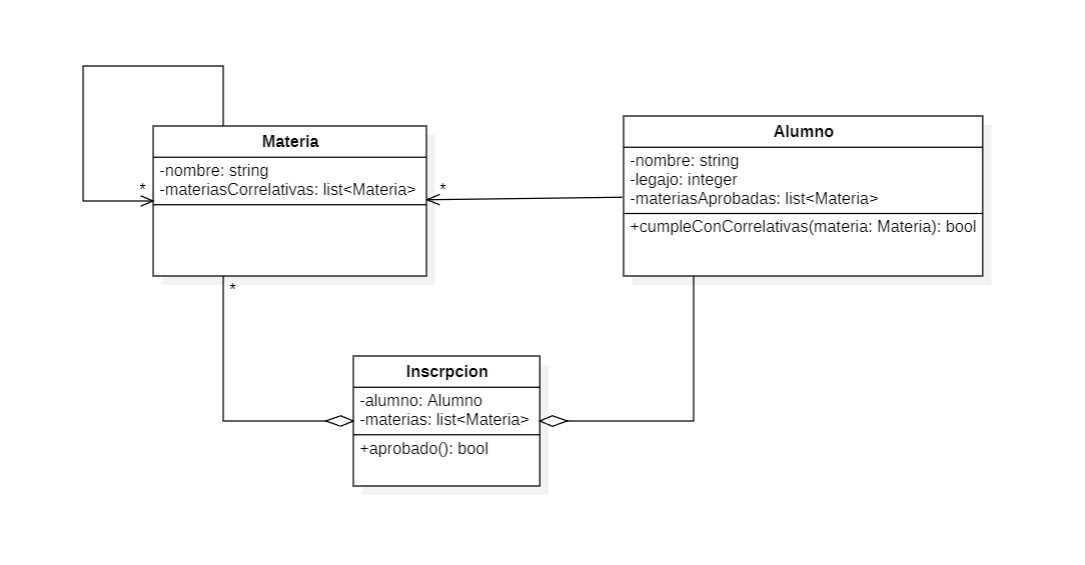 Materia
-nombre: string
-materiasCorrelativas: list<Materia>
*
*
*
Alumno
-nombre: string
-legajo: integer
-materiasAprobadas: list<Materia>
+cumpleConCorrelativas(materia: Materia): bool
Inscrpcion
-alumno: Alumno
-materias: list<Materia>
+aprobado(): bool